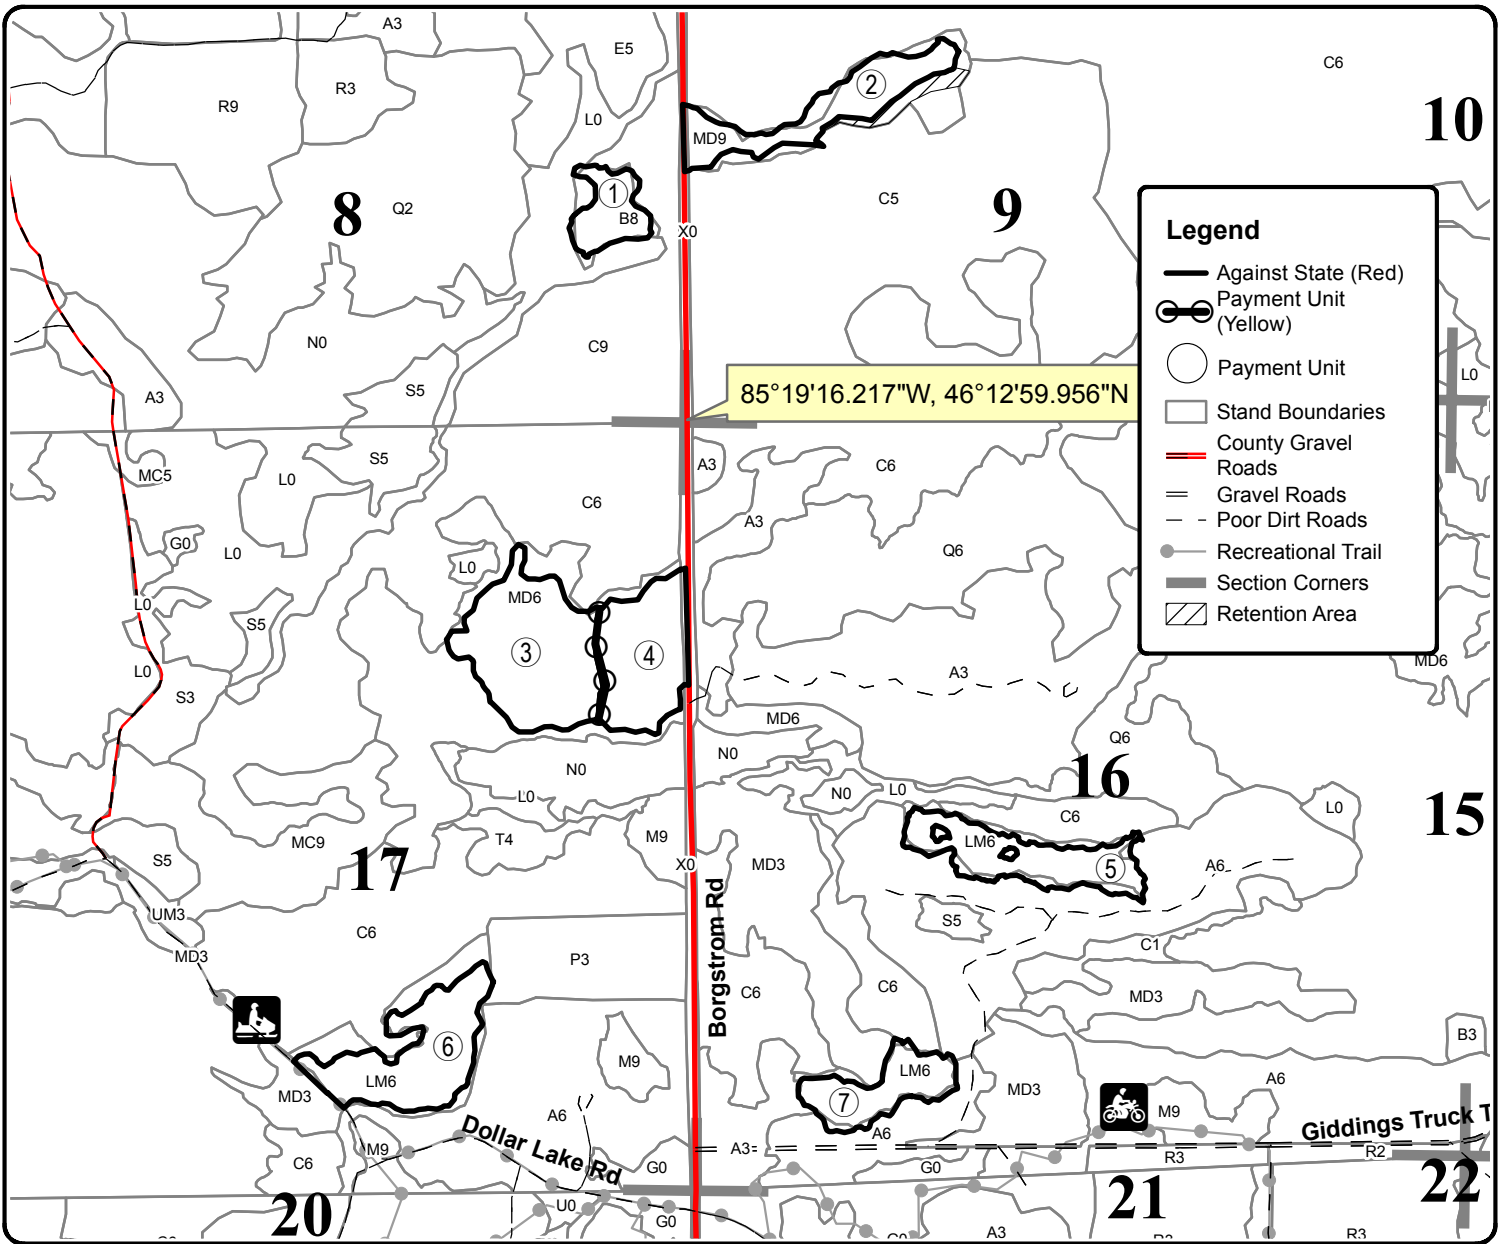 A3
E5
C6
R9
R3
2
10
L0
MD9
1
8
Q2
B8
C5
9
X0
Legend
Against State (Red)
Payment Unit
(Yellow)
Payment Unit
Stand Boundaries
County Gravel
Roads
Gravel Roads
Poor Dirt Roads
Recreational Trail
Section Corners
Retention Area
N0
C9
S5
A3
L0
85°19'16.217"W, 46°12'59.956"N
MC5
L0
S5
A3
C6
C6
A3
G0
L0
Q6
L0
MD6
L0
S5
3
4
MD6
L0
S3
A3
MD6
Q6
N0
N0
16
L0
N0
L0
C6
L0
15
T4
M9
MC9
LM6
S5
17
X0
MD3
5
A6
UM3
S5
C6
MD3
P3
C1
Borgstrom Rd
C6
C6
MD3
6
M9
B3
LM6
LM6
MD3
7
MD3
A6
M9
A6
A6
Giddings Truck T
Dollar Lake Rd
M9
A3
C6
G0
G0
R3
R2
20
U0
G0
21
22
A3
R3